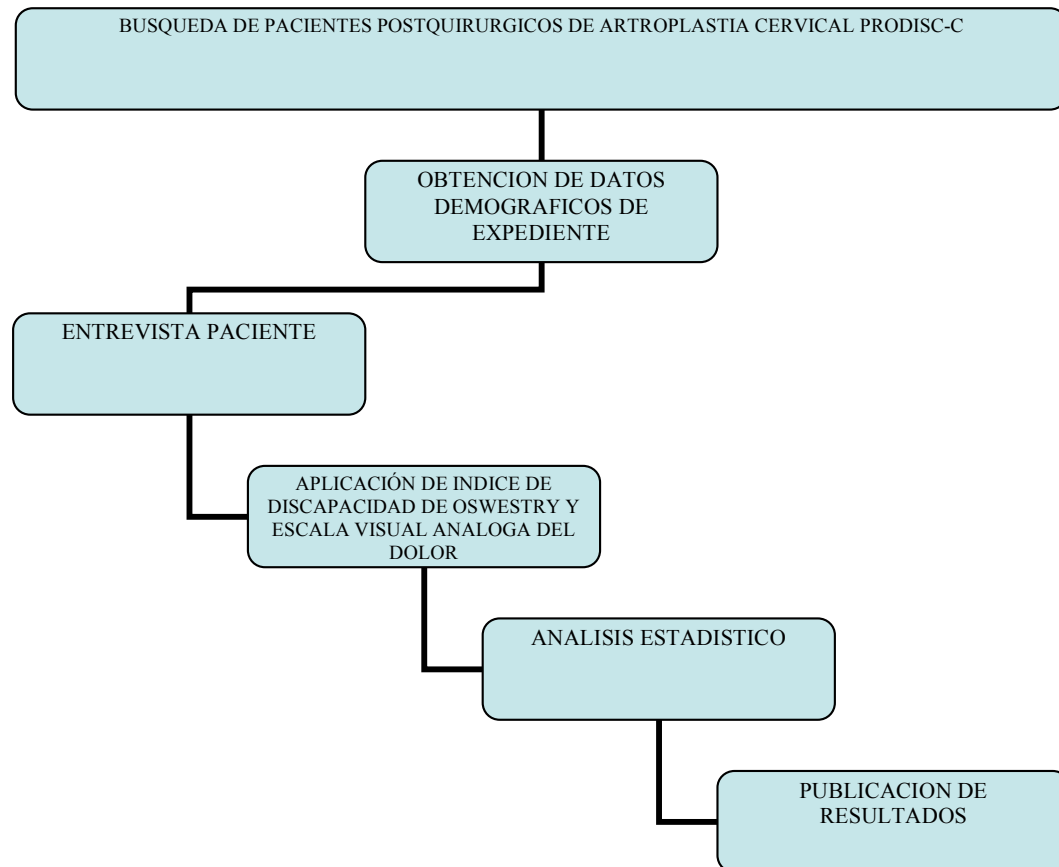 BUSQUEDA DE PACIENTES POSTQUIRURGICOS DE ARTROPLASTIA CERVICAL PRODISC-C
OBTENCION DE DATOS
DEMOGRAFICOS DE
EXPEDIENTE
ENTREVISTA PACIENTE
APLICACIÓN DE INDICE DE
DISCAPACIDAD DE OSWESTRY Y
ESCALA VISUAL ANALOGA DEL
DOLOR
ANALISIS ESTADISTICO
PUBLICACION DE
RESULTADOS